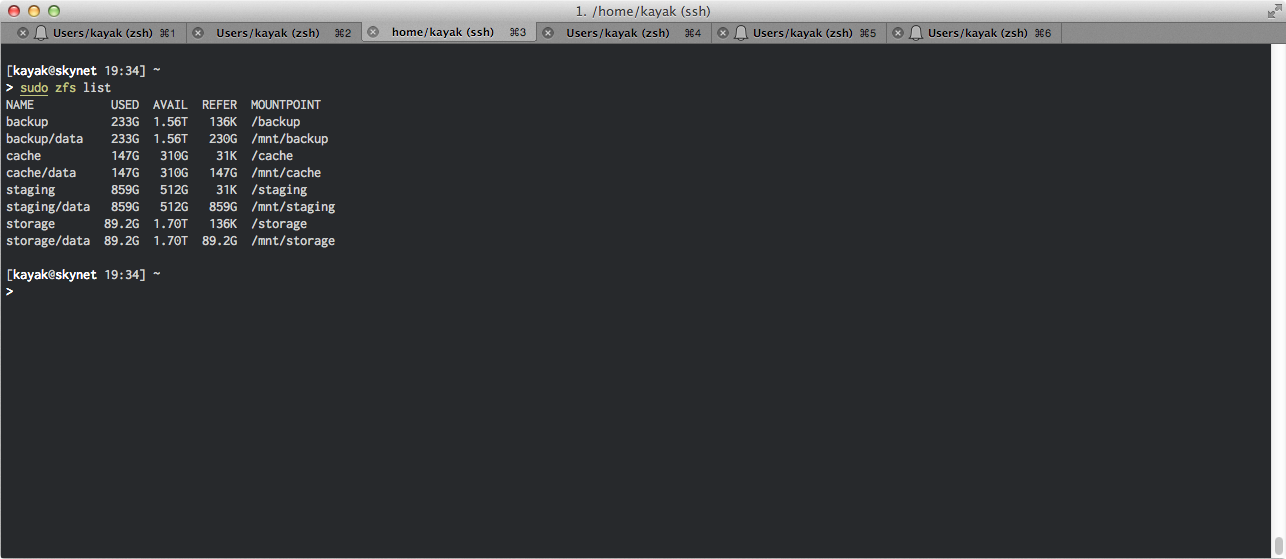 1. /home/kayak (ssh)
Users/kayak (zsh) ⌘1 Users/kayak (zsh) ⌘2 home/kayak (ssh) ⌘3 Users/kayak (zsh) ⌘4 Users/kayak (zsh) ⌘5 Users/kayak (zsh) ⌘6
[kayak@skynet 19:34] ~
> sudo zfs list
NAME           USED  AVAIL  REFER  MOUNTPOINT
backup         233G  1.56T   136K  /backup
backup/data    233G  1.56T   230G  /mnt/backup
cache          147G   310G    31K  /cache
cache/data     147G   310G   147G  /mnt/cache
staging        859G   512G    31K  /staging
staging/data   859G   512G   859G  /mnt/staging
storage       89.2G  1.70T   136K  /storage
storage/data  89.2G  1.70T  89.2G  /mnt/storage
[kayak@skynet 19:34] ~
>